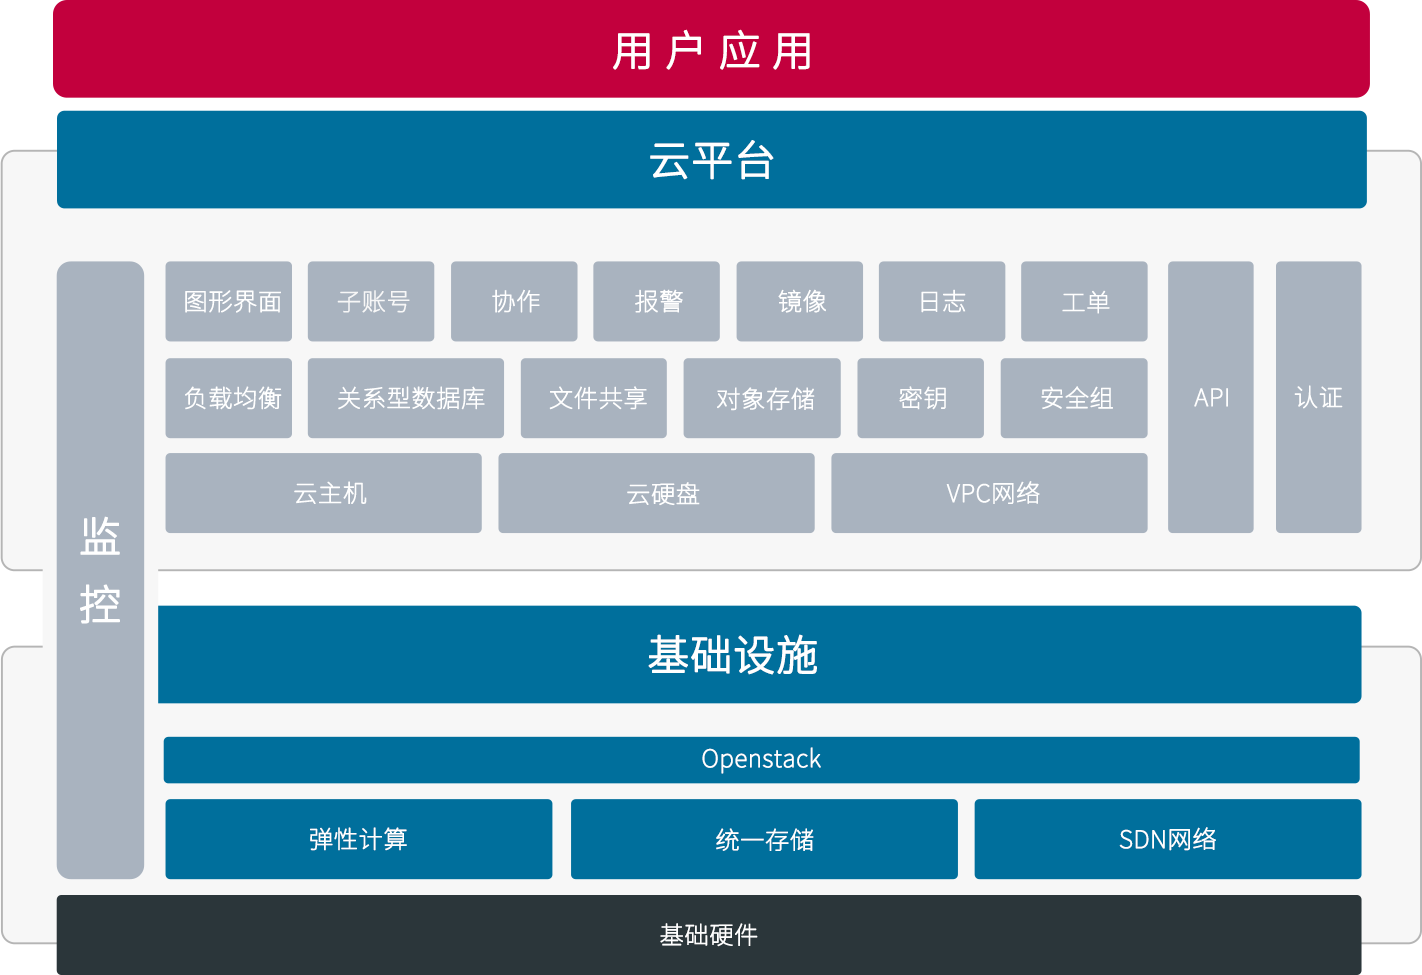 用户应用
云平台
图形界面 子账号 协作 报警 镜像 日志 工单
负载均衡 关系型数据库 文件共享 对象存储 密钥 安全组 API 认证
云主机 云硬盘 VPC网络
监
控
基础设施
Openstack
弹性计算 统一存储 SDN网络
基础硬件